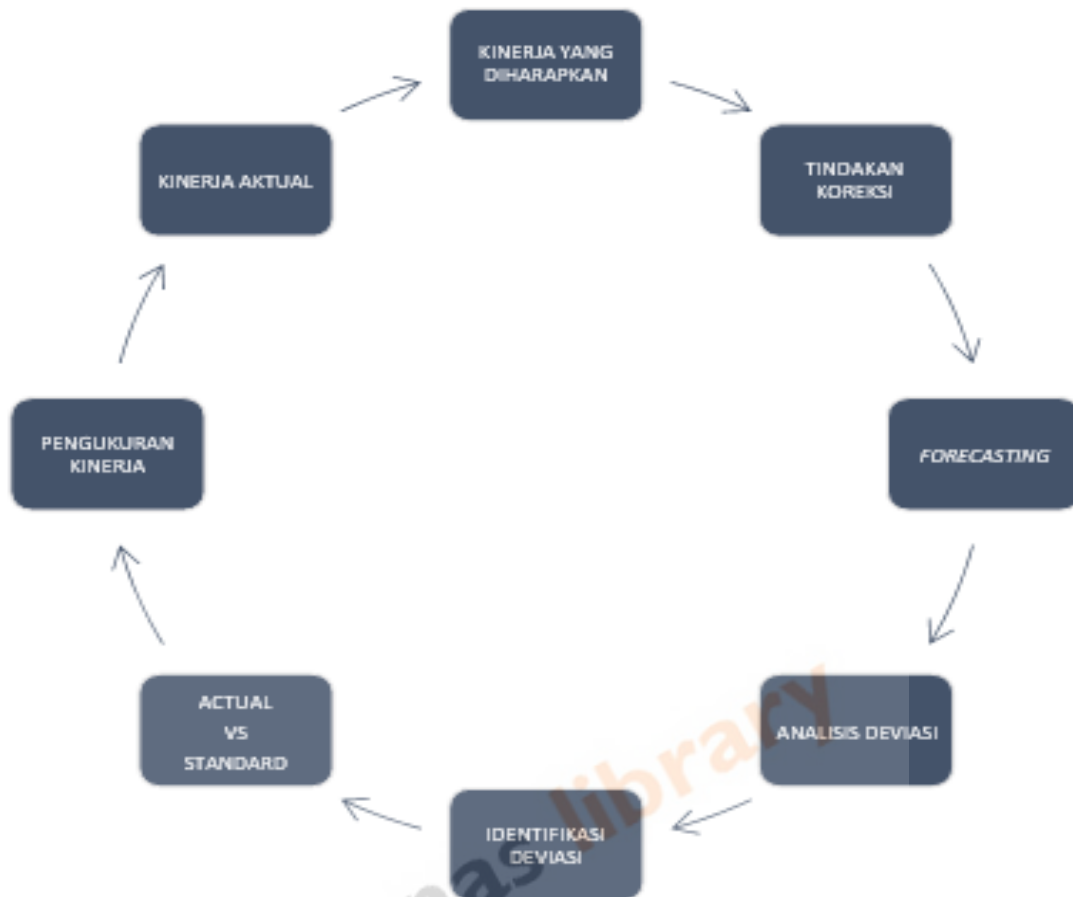 KINERJA YANG
DIHARAPKAN
TINDAKAN
KOREKSI
FORECASTING
ANALISIS DEVIASI
IDENTIFIKASI
DEVIASI
ACTUAL
VS
STANDARD
PENGUKURAN
KINERJA
KINERJA AKTUAL
library